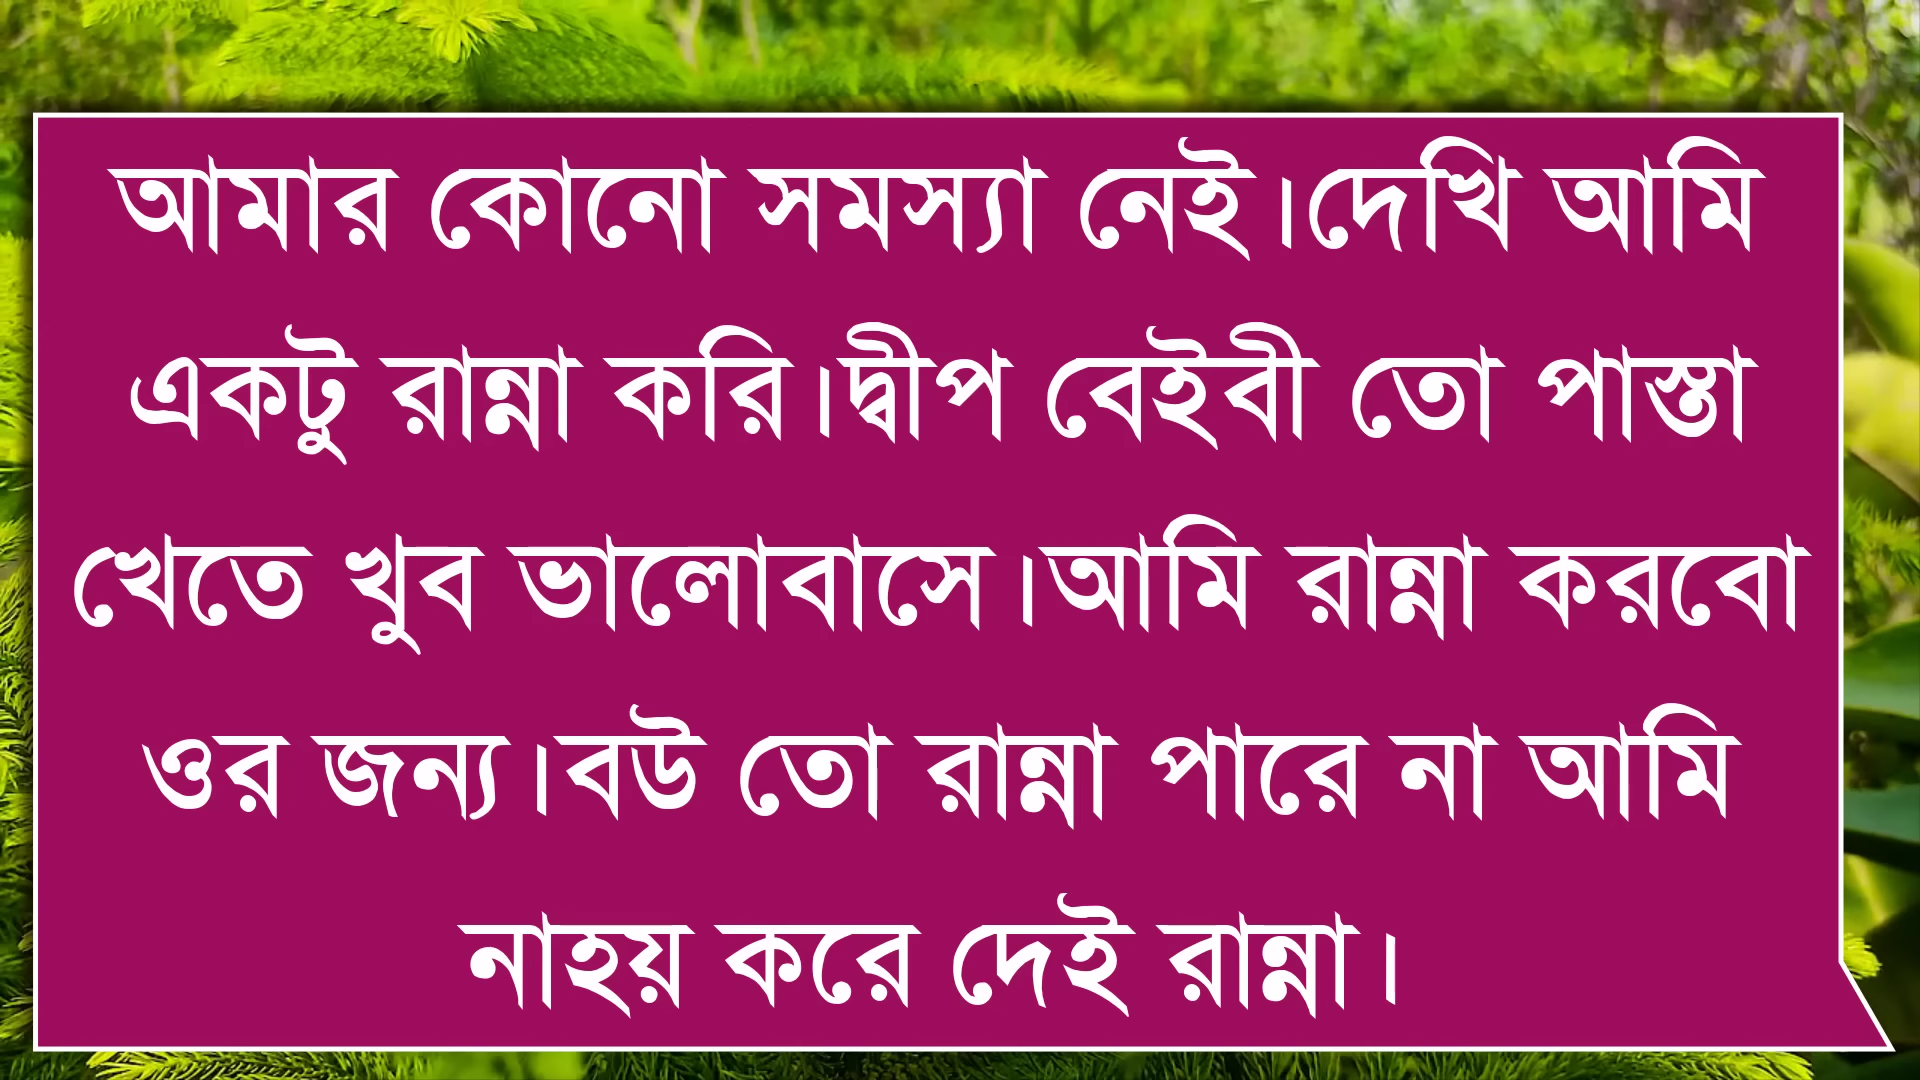 আমার কোনো সমস্যা নেই।দেখি আমি
একটু রান্না করি।দ্বীপ বেইবী তো পাস্তা
খেতে খুব ভালোবাসে।আমি রান্না করবো
ওর জন্য।বউ তো রান্না পারে না আমি
নাহয় করে দেই রান্না।